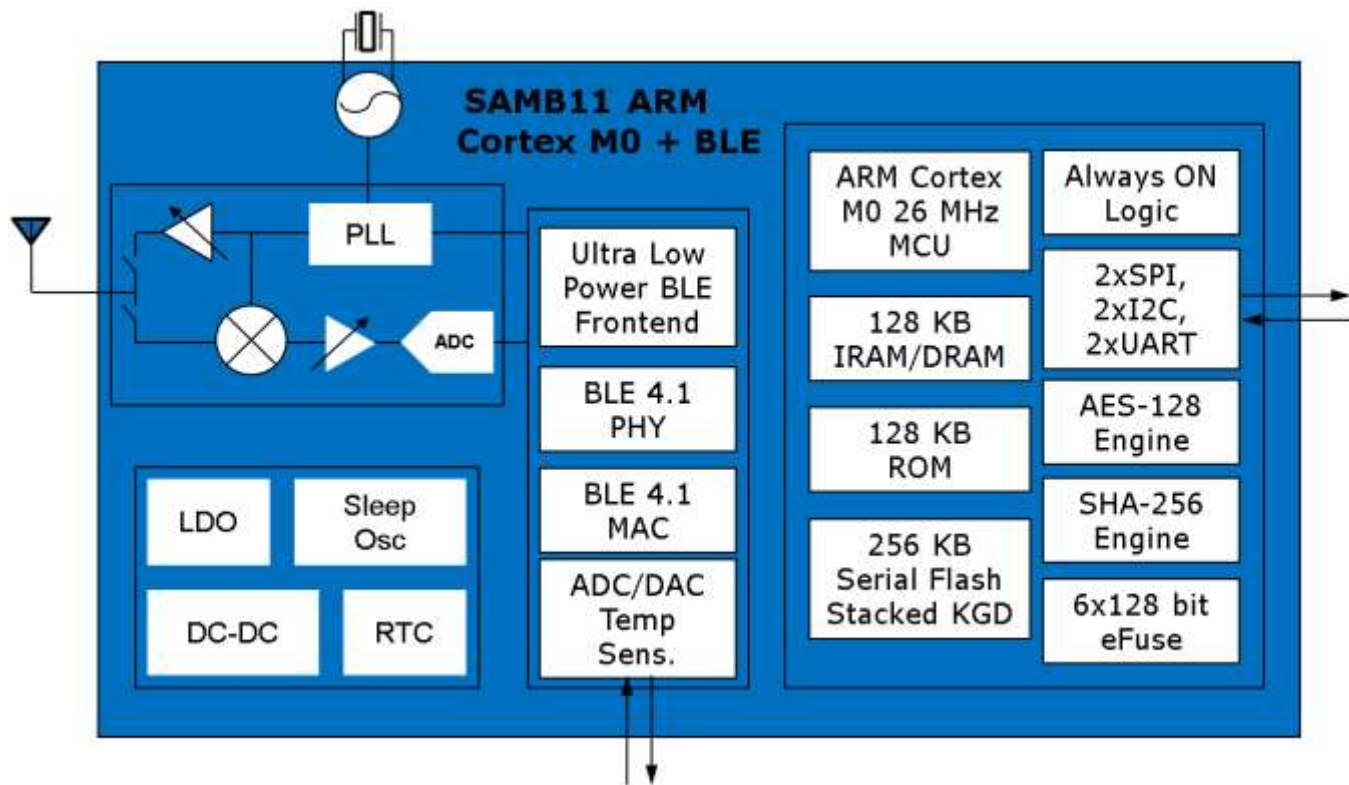 SAMB11 ARM
Cortex M0 + BLE
PLL
ADC
LDO
Sleep
Osc
DC-DC
RTC
Ultra Low
Power BLE
Frontend
BLE 4.1
PHY
BLE 4.1
MAC
ADC/DAC
Temp
Sens.
ARM Cortex
M0 26 MHz
MCU
128 KB
IRAM/DRAM
128 KB
ROM
256 KB
Serial Flash
Stacked KGD
Always ON
Logic
2xSPI,
2xI2C,
2xUART
AES-128
Engine
SHA-256
Engine
6x128 bit
eFuse